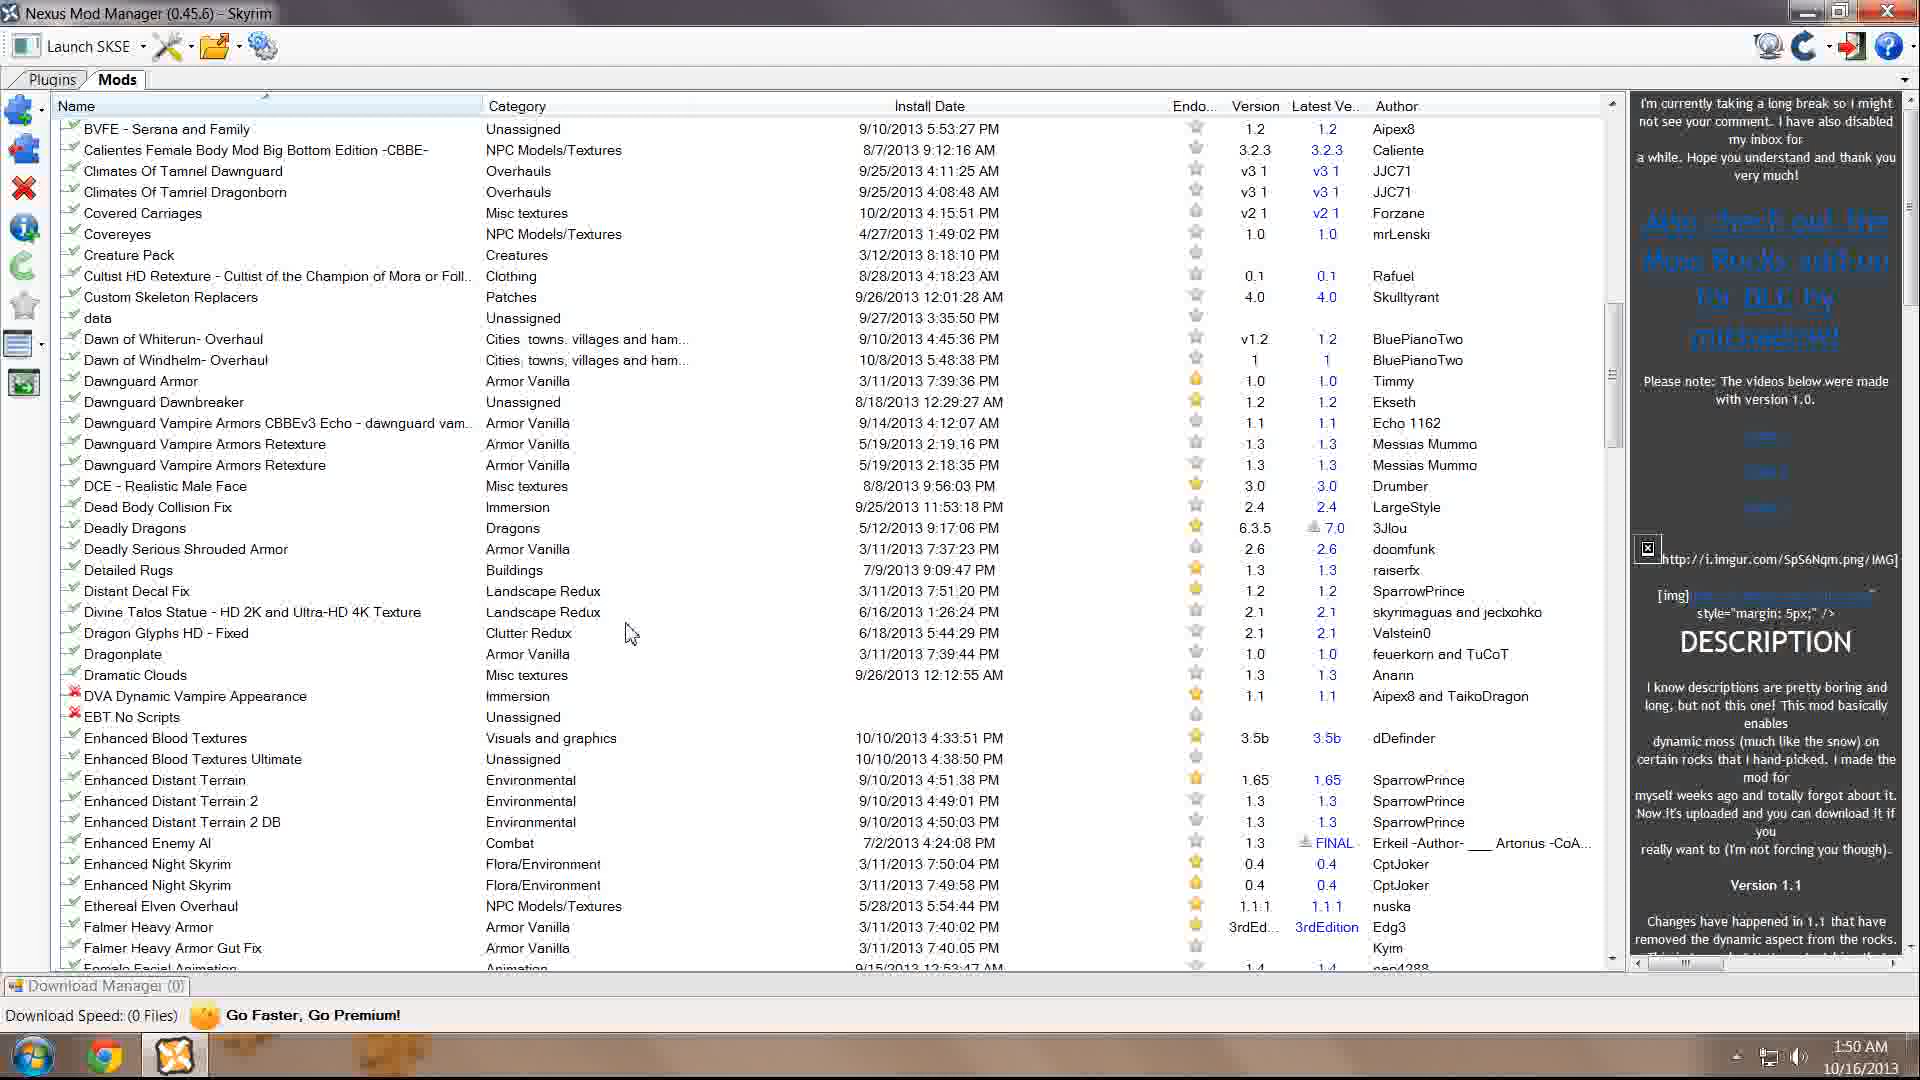 Nexus Mod Manager (0.45.6) - Skyrim
Launch SKSE
Plugins Mods
Name Category Install Date Endo... Version Latest Ve... Author
BVFE - Serana and Family Unassigned 9/10/2013 5:53:27 PM 1.2 1.2 Aipex8
Calientes Female Body Mod Big Bottom Edition -CBBE- NPC Models/Textures 8/7/2013 9:12:16 AM 3.2.3 3.2.3 Caliente
Climates Of Tamriel Dawnguard Overhauls 9/25/2013 4:11:25 AM v3 1 v3 1 JJC71
Climates Of Tamriel Dragonborn Overhauls 9/25/2013 4:08:48 AM v3 1 v3 1 JJC71
Covered Carriages Misc textures 10/2/2013 4:15:51 PM v2 1 v2 1 Forzane
Covereyes NPC Models/Textures 4/27/2013 1:49:02 PM 1.0 1.0 mrLenski
Creature Pack Creatures 3/12/2013 8:18:10 PM
Cultist HD Retexture - Cultist of the Champion of Mora or Foll... Clothing 8/28/2013 4:18:23 AM 0.1 0.1 Rafuel
Custom Skeleton Replacers Patches 9/26/2013 12:01:28 AM 4.0 4.0 Skulltyrant
data Unassigned 9/27/2013 3:35:50 PM
Dawn of Whiterun- Overhaul Cities, towns, villages and ham... 9/10/2013 4:45:36 PM v1.2 1.2 BluePianoTwo
Dawn of Windhelm- Overhaul Cities, towns, villages and ham... 10/8/2013 5:48:38 PM 1 1 BluePianoTwo
Dawnguard Armor Armor Vanilla 3/11/2013 7:39:36 PM 1.0 1.0 Timmy
Dawnguard Dawnbreaker Unassigned 8/18/2013 12:29:27 AM 1.2 1.2 Ekseth
Dawnguard Vampire Armors CBBEv3 Echo - dawnguard vam... Armor Vanilla 9/14/2013 4:12:07 AM 1.1 1.1 Echo 1162
Dawnguard Vampire Armors Retexture Armor Vanilla 5/19/2013 2:19:16 PM 1.3 1.3 Messias Mummo
Dawnguard Vampire Armors Retexture Armor Vanilla 5/19/2013 2:18:35 PM 1.3 1.3 Messias Mummo
DCE - Realistic Male Face Misc textures 8/8/2013 9:56:03 PM 3.0 3.0 Drumber
Dead Body Collision Fix Immersion 9/25/2013 11:53:18 PM 2.4 2.4 LargeStyle
Deadly Dragons Dragons 5/12/2013 9:17:06 PM 6.3.5 7.0 3Jlou
Deadly Serious Shrouded Armor Armor Vanilla 3/11/2013 7:37:23 PM 2.6 2.6 doomfunk
Detailed Rugs Buildings 7/9/2013 9:09:47 PM 1.3 1.3 raiserfx
Distant Decal Fix Landscape Redux 3/11/2013 7:51:20 PM 1.2 1.2 SparrowPrince
Divine Talos Statue - HD 2K and Ultra-HD 4K Texture Landscape Redux 6/16/2013 1:26:24 PM 2.1 2.1 skyrimaguas and jeclxohko
Dragon Glyphs HD - Fixed Clutter Redux 6/18/2013 5:44:29 PM 2.1 2.1 Valstein0
Dragonplate Armor Vanilla 3/11/2013 7:39:44 PM 1.0 1.0 feuerkorn and TuCoT
Dramatic Clouds Misc textures 9/26/2013 12:12:55 AM 1.3 1.3 Anann
DVA Dynamic Vampire Appearance Immersion 1.1 1.1 Aipex8 and TaikoDragon
EBT No Scripts Unassigned
Enhanced Blood Textures Visuals and graphics 10/10/2013 4:33:51 PM 3.5b 3.5b dDefinder
Enhanced Blood Textures Ultimate Unassigned 10/10/2013 4:38:50 PM
Enhanced Distant Terrain Environmental 9/10/2013 4:51:38 PM 1.65 1.65 SparrowPrince
Enhanced Distant Terrain 2 Environmental 9/10/2013 4:49:01 PM 1.3 1.3 SparrowPrince
Enhanced Distant Terrain 2 DB Environmental 9/10/2013 4:50:03 PM 1.3 1.3 SparrowPrince
Enhanced Enemy AI Combat 7/2/2013 4:24:08 PM 1.3 FINAL Erkeil -Author- ___ Artorius -CoA...
Enhanced Night Skyrim Flora/Environment 3/11/2013 7:50:04 PM 0.4 0.4 CptJoker
Enhanced Night Skyrim Flora/Environment 3/11/2013 7:49:58 PM 0.4 0.4 CptJoker
Ethereal Elven Overhaul NPC Models/Textures 5/28/2013 5:54:44 PM 1.1.1 1.1.1 nuska
Falmer Heavy Armor Armor Vanilla 3/11/2013 7:40:02 PM 3rdEd... 3rdEdition Edg3
Falmer Heavy Armor Gut Fix Armor Vanilla 3/11/2013 7:40:05 PM Kyim
Female Facial Animation Animation 9/15/2013 12:53:47 AM 1.4 1.4
I'm currently taking a long break so I might
not see your comment. I have also disabled
my inbox for
a while. Hope you understand and thank you
very much!
Also check out the
More Rocks add-on
for DLC by
Please note: The videos below were made
with version 1.0.
http://i.imgur.com/SpS6Nqm.png/IMG]
[img]
style="margin: 5px;" />
DESCRIPTION
I know descriptions are pretty boring and
long, but not this one! This mod basically
enables
dynamic moss (much like the snow) on
certain rocks that I hand-picked. I made the
mod for
myself weeks ago and totally forgot about it.
Now it's uploaded and you can download it if
you
really want to (I'm not forcing you though).
Version 1.1
Changes have happened in 1.1 that have
removed the dynamic aspect from the rocks.
Download Manager (0)
Download Speed: (0 Files) Go Faster, Go Premium!
1:50 AM
10/16/2013